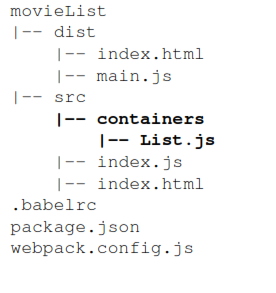 movieList
|-- dist
    |-- index.html
    |-- main.js
|-- src
    |-- containers
        |-- List.js
    |-- index.js
    |-- index.html
.babelrc
package.json
webpack.config.js